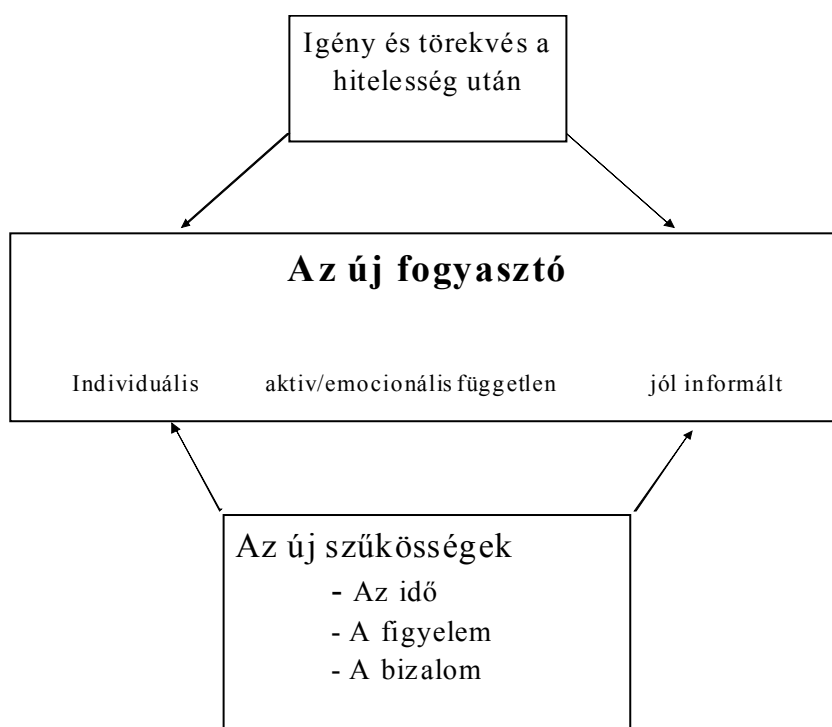 Igény és törekvés a
hitelesség után
Az új fogyasztó
Individuális aktiv/emocionális független jól informált
Az új szűkösségek
- Az idő
- A figyelem
- A bizalom